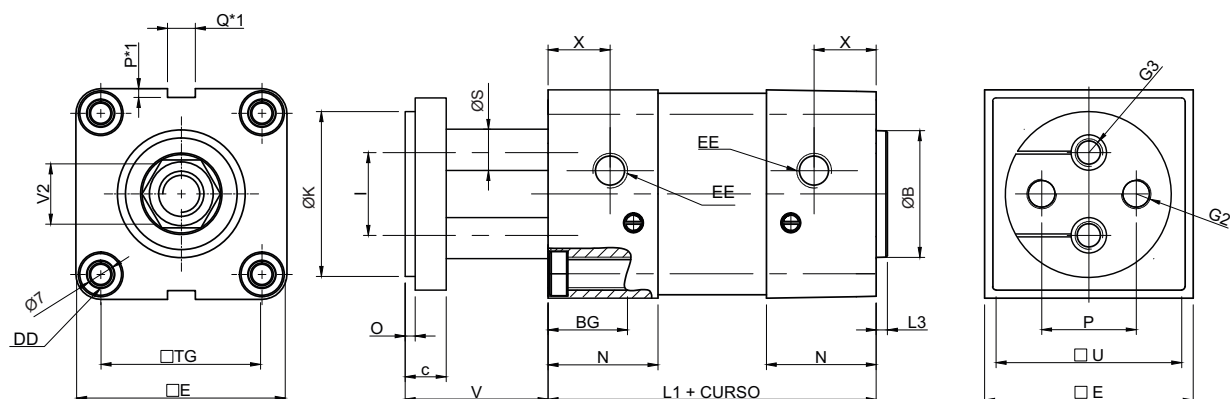 Q*1
P*1
V2
Ø7
DD
□TG
□E
X
X
ØS
EE
EE
ØK
I
ØB
O
c
BG
N
N
L3
V
L1 + CURSO
G3
G2
P
□ U
□ E